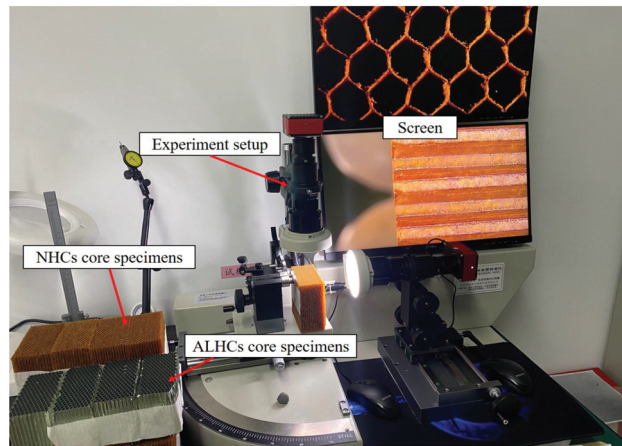 Screen
Experiment setup
NHCs core specimens
ALHCs core specimens